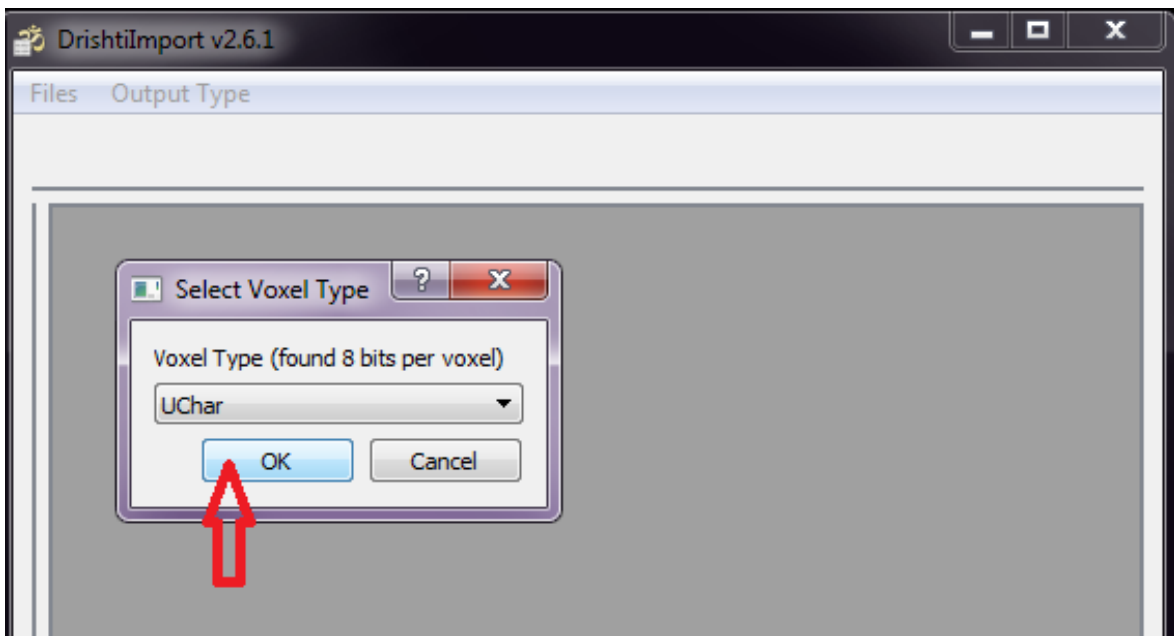 DrishtiImport v2.6.1
Files Output Type
Select Voxel Type
Voxel Type (found 8 bits per voxel)
UChar
OK Cancel